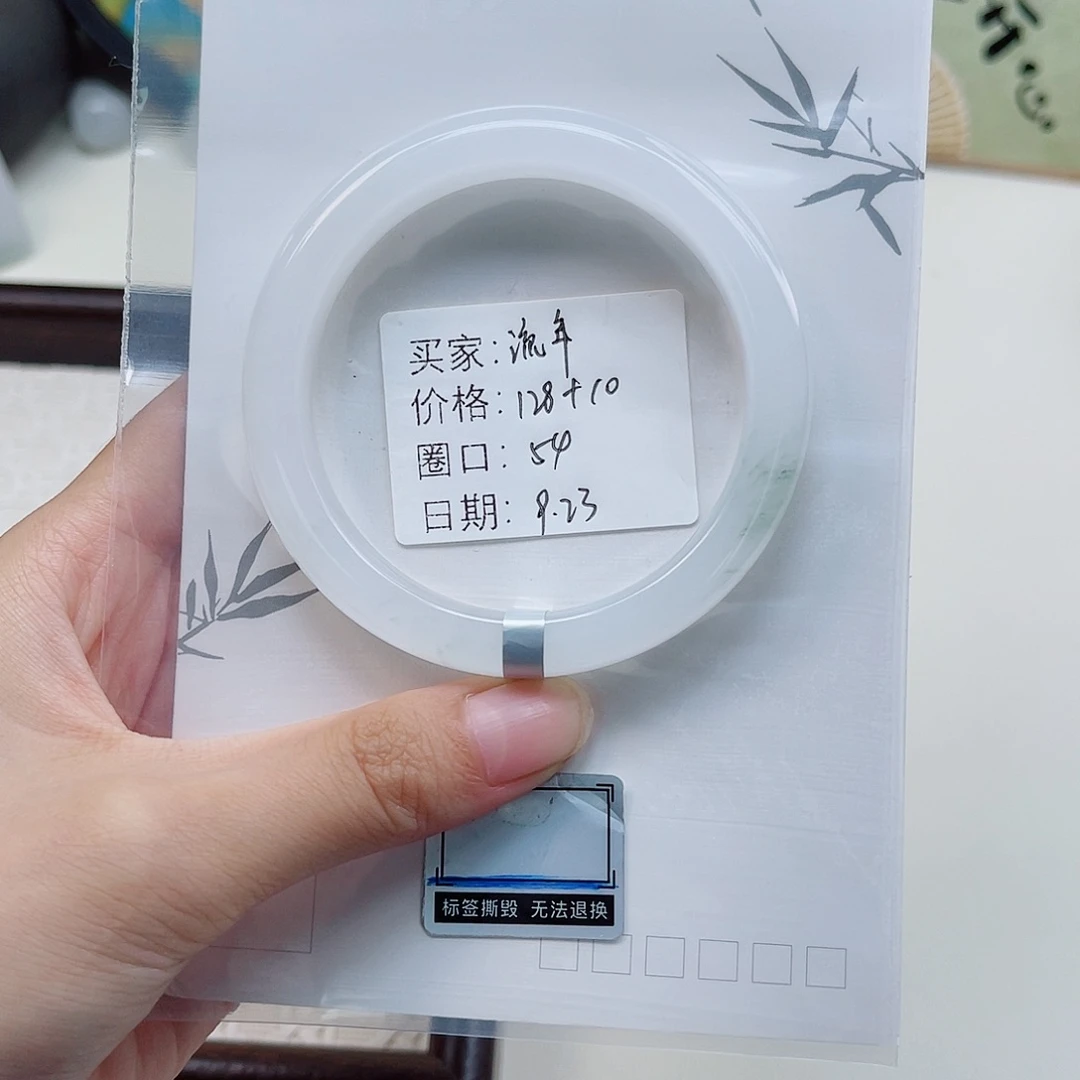 买家：流年
价格：128+10
圈口：54
日期：9.23
标签撕毁 无法退换